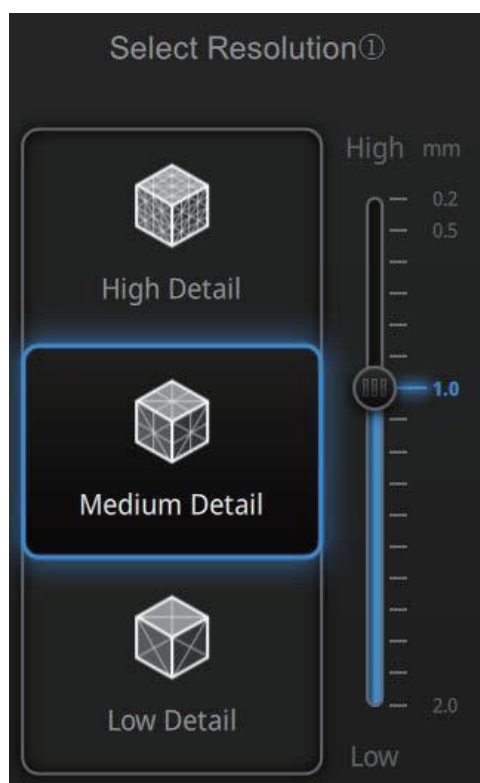 Select Resolution①
High mm
0.2
0.5
High Detail
1.0
Medium Detail
2.0
Low Detail
Low